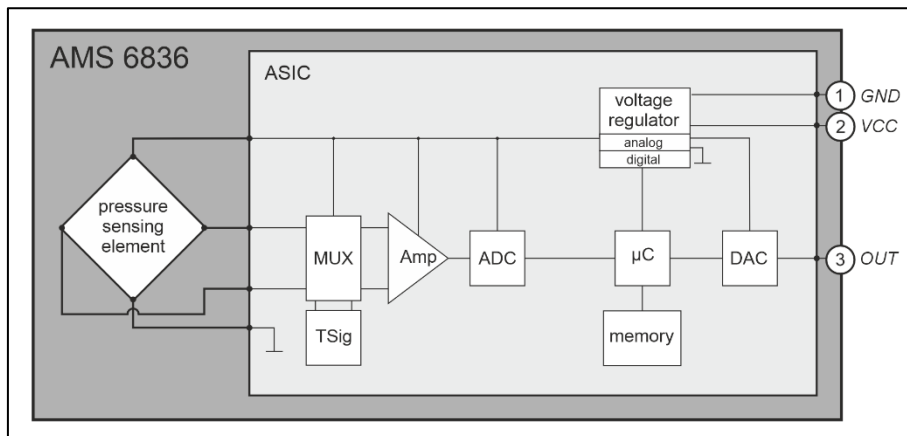 AMS 6836
ASIC
voltage
regulator
analog
digital
1 GND
2 VCC
pressure
sensing
element
MUX
Amp
ADC
µC
DAC
3 OUT
TSig
memory